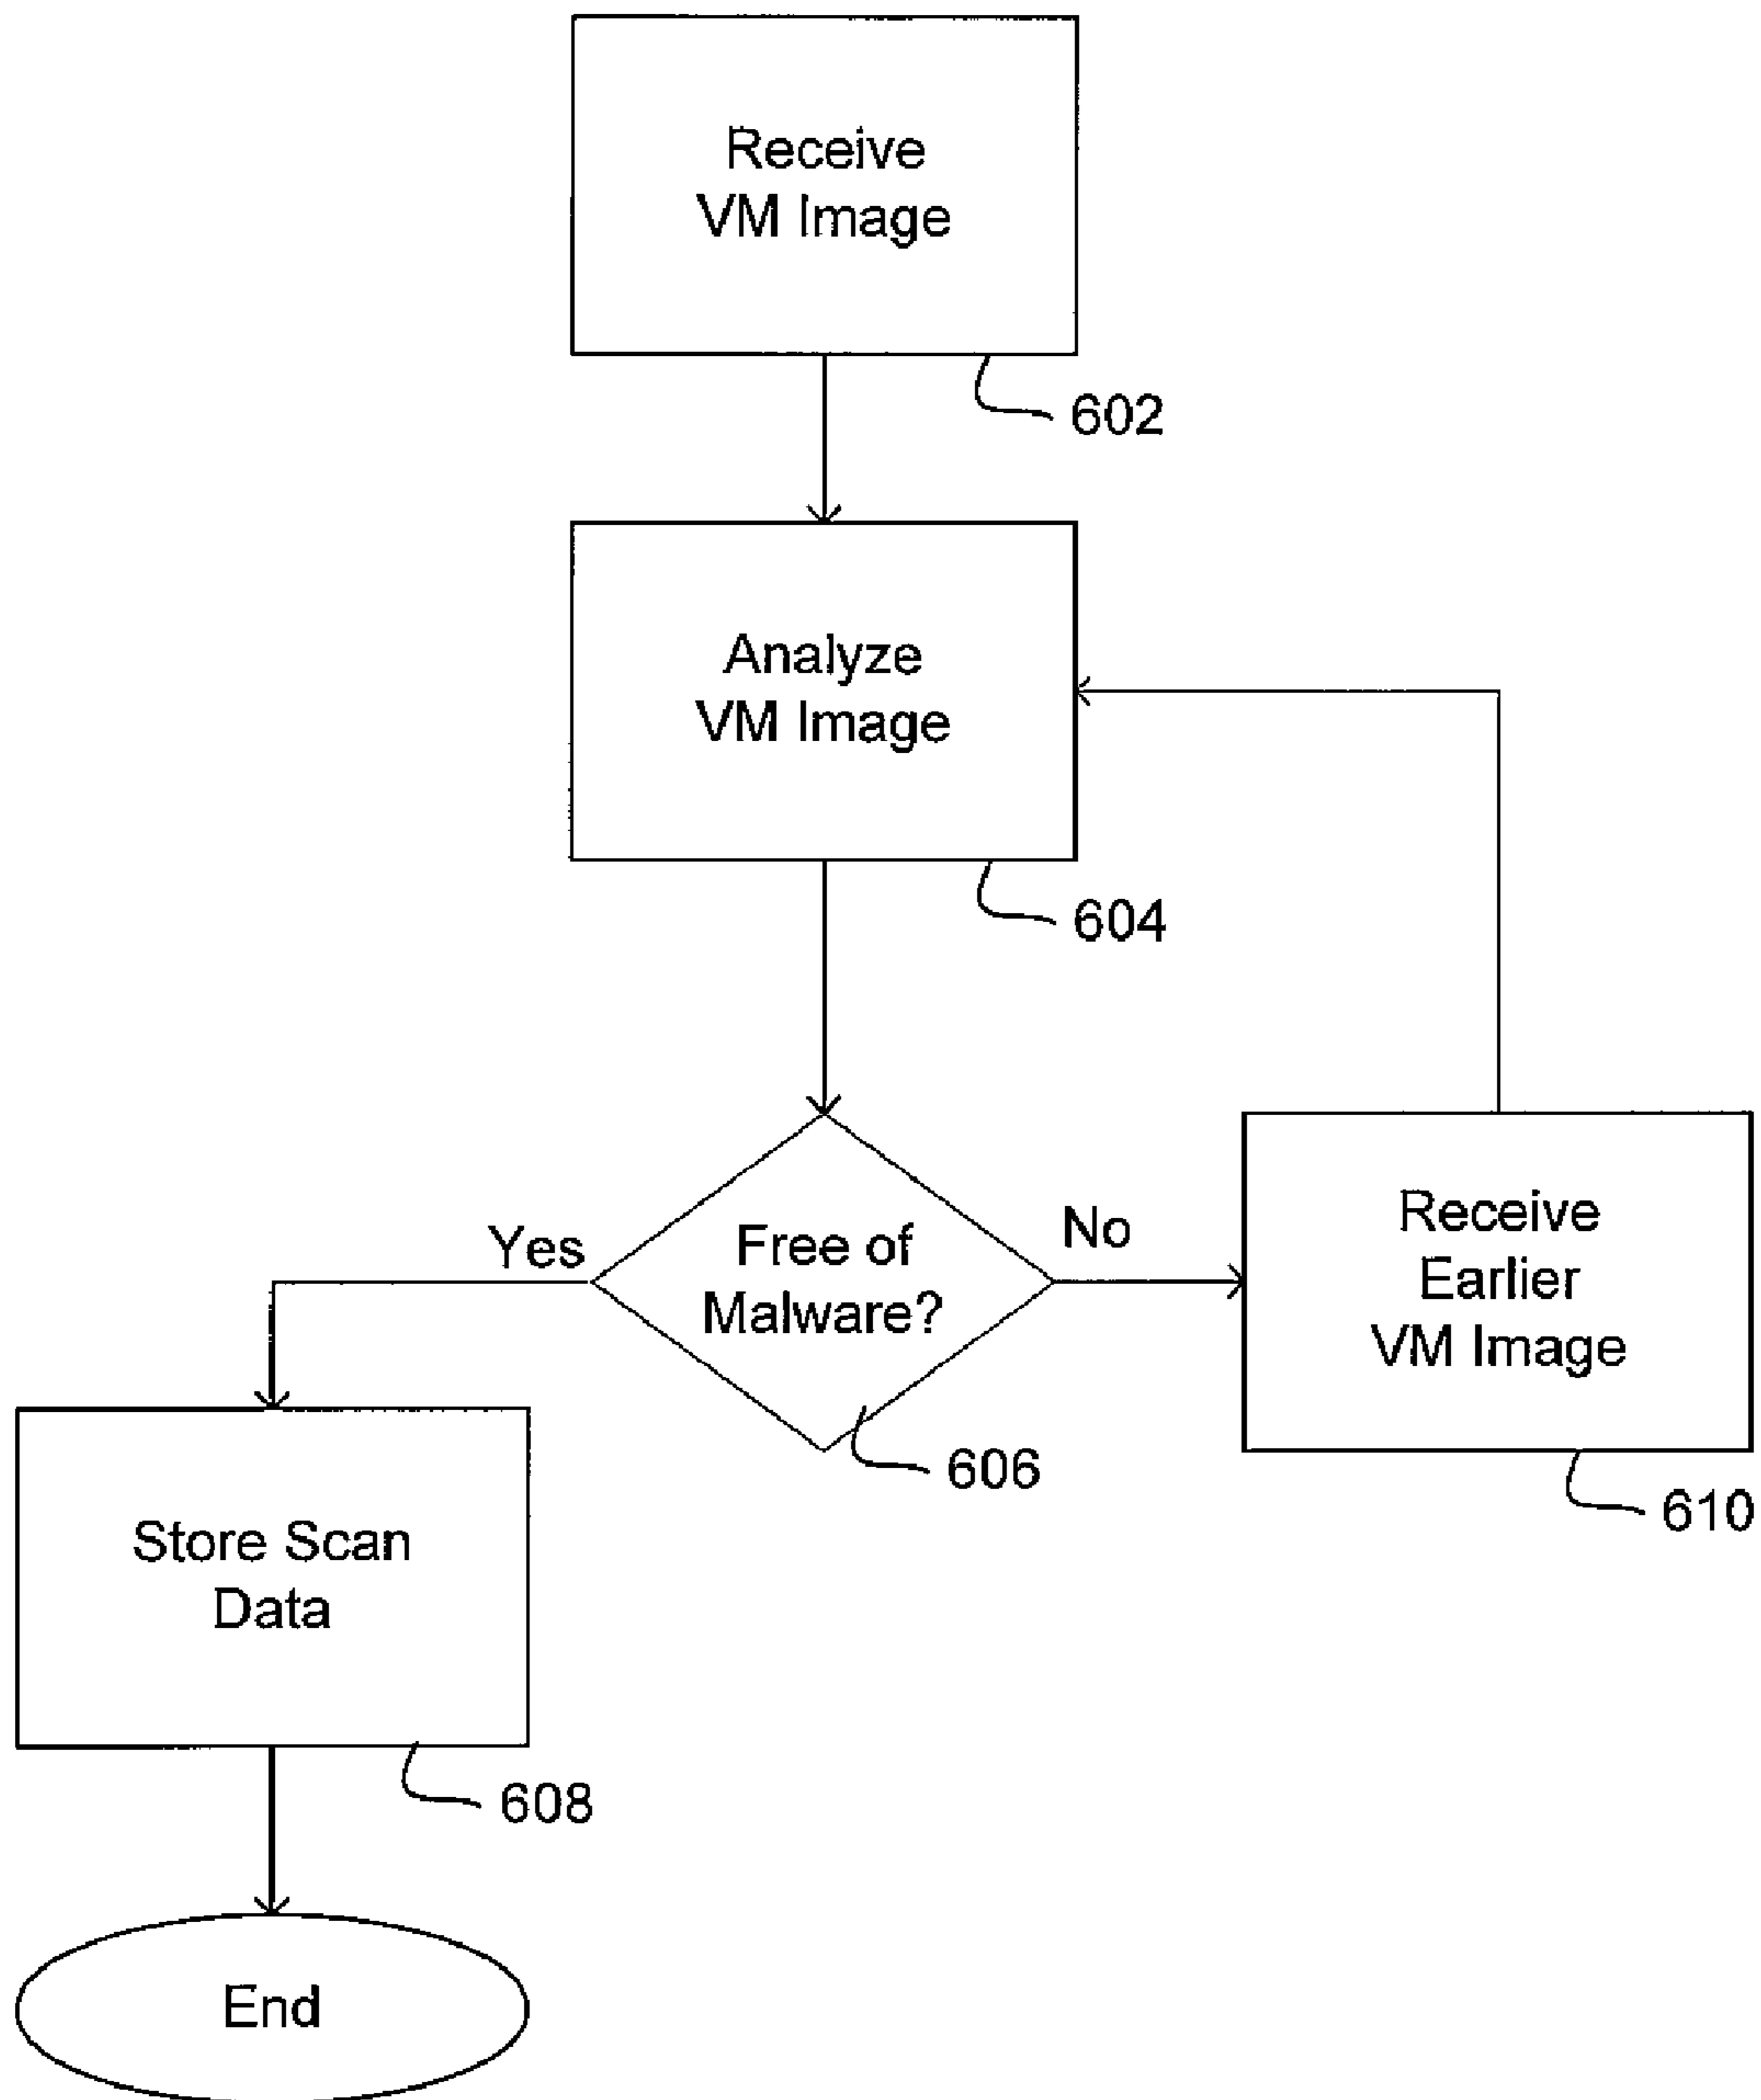 Receive
VM Image
602
Analyze
VM Image
604
Yes
Free of
Malware?
No
606
Receive
Earlier
VM Image
610
Store Scan
Data
608
End